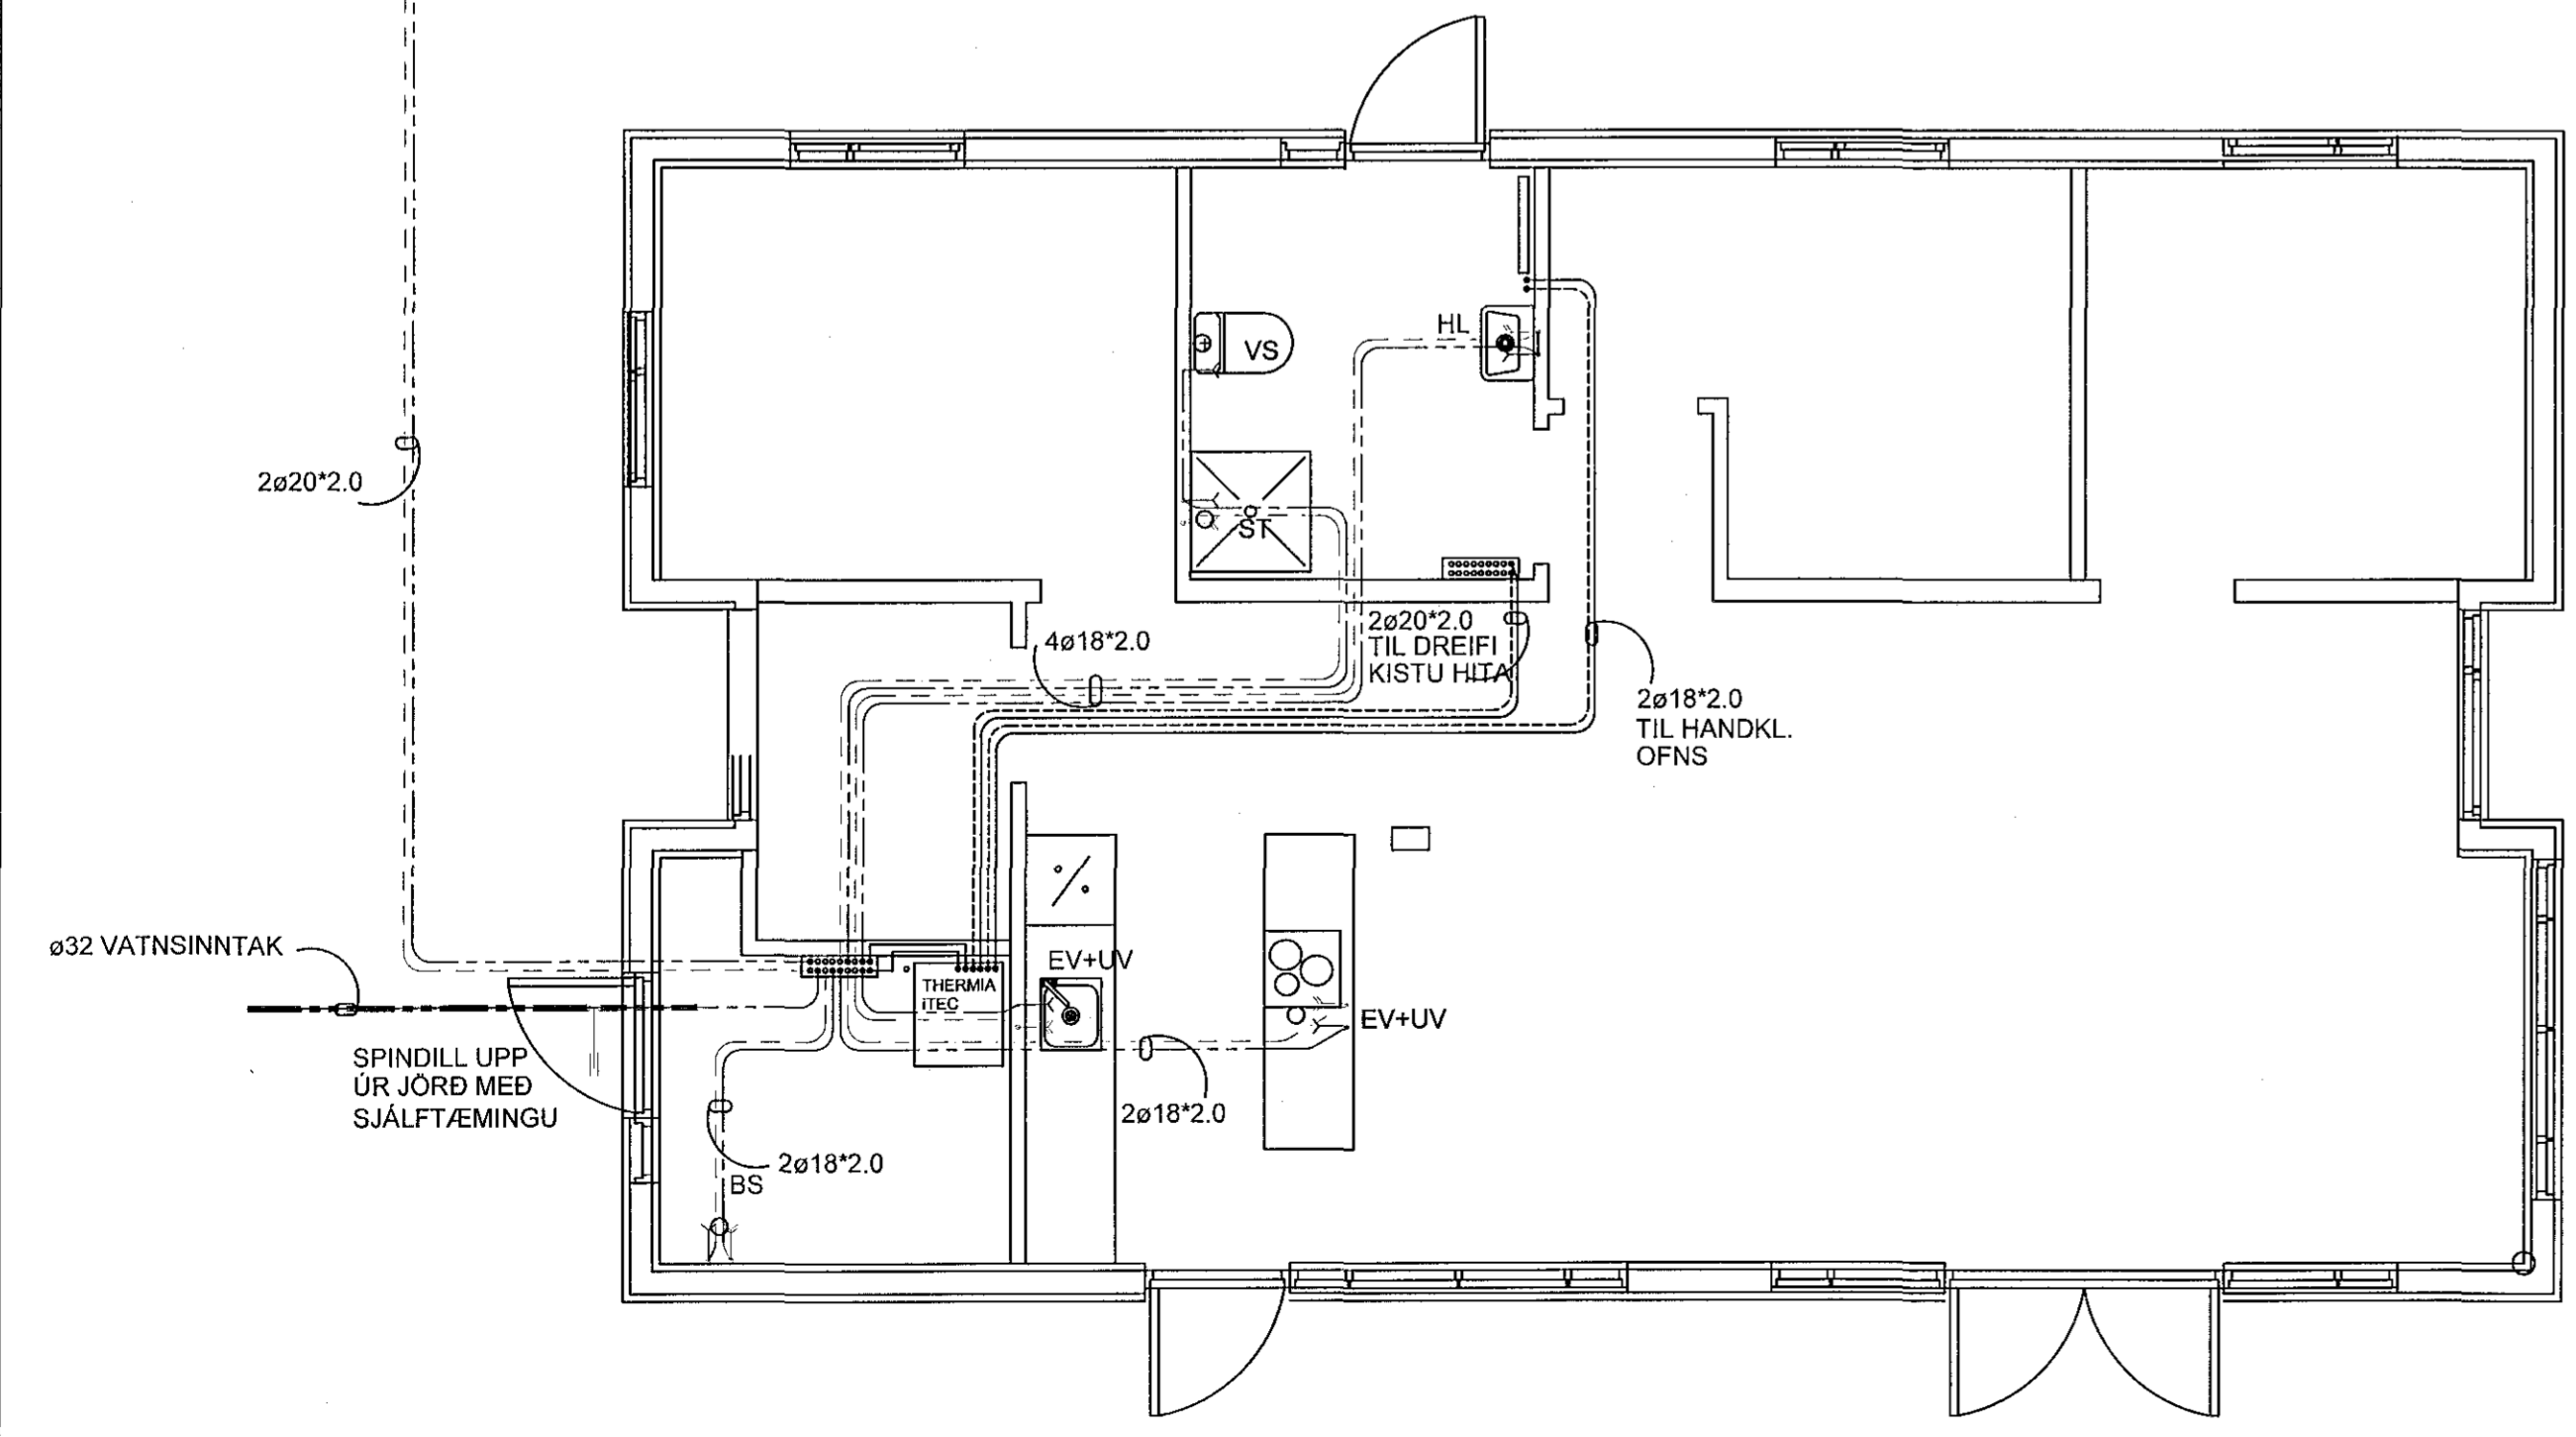 HL
VS
2ø20*2.0
ST
4ø18*2.0
2ø20*2.0
TIL DREIFI
KISTU HITA
2ø18*2.0
TIL HANDKL.
OFNS
ø32 VATNSINNTAK
EV+UV
THERMIA
iTEC
EV+UV
SPINDILL UPP
ÚR JÖRÐ MEÐ
SJÁLFTÆMINGU
2ø18*2.0
2ø18*2.0
BS